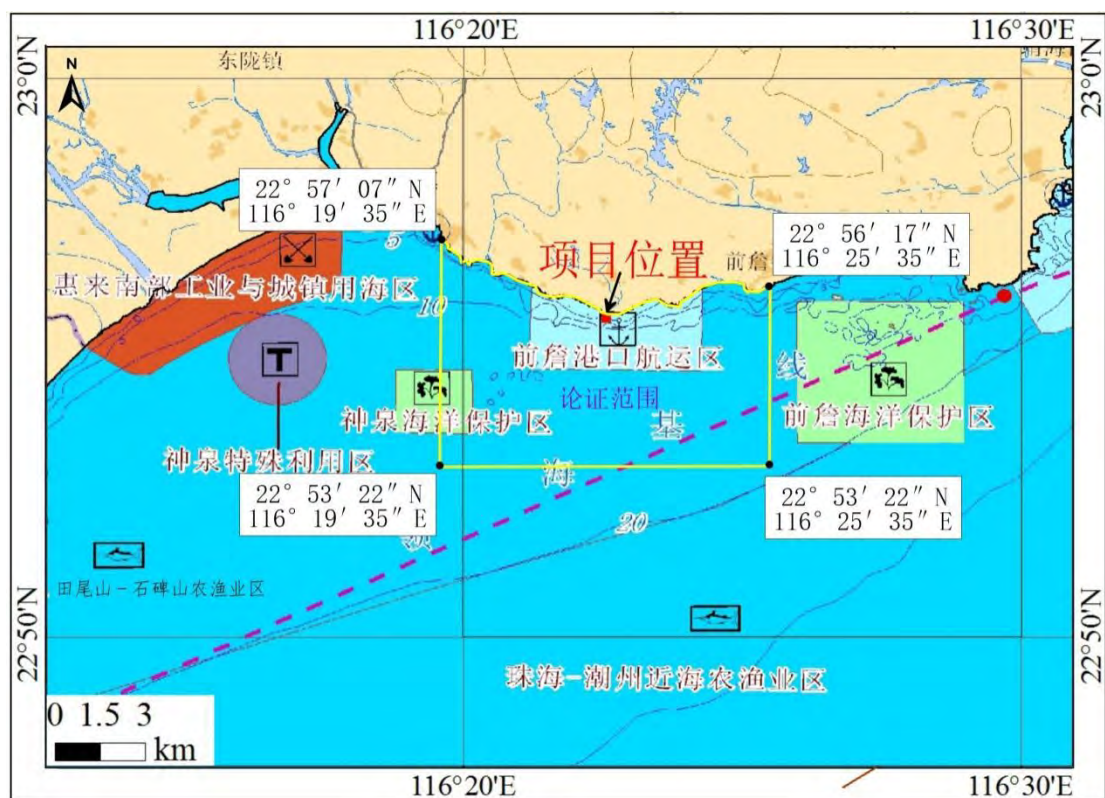 116°20'E
116°30'E
23°0'N
23°0'N
N
东陇镇
22° 57′ 07″ N
116° 19′ 35″ E
5
22° 56′ 17″ N
116° 25′ 35″ E
项目位置
前詹
惠来南部工业与城镇用海区
10
前詹港口航运区
T
线
论证范围
神泉海洋保护区
前詹海洋保护区
基
神泉特殊利用区
海
22° 53′ 22″ N
116° 19′ 35″ E
22° 53′ 22″ N
116° 25′ 35″ E
20
领
田尾山－石碑山农渔业区
22°50'N
22°50'N
珠海-潮州近海农渔业区
0 1.5 3
km
116°20'E
116°30'E